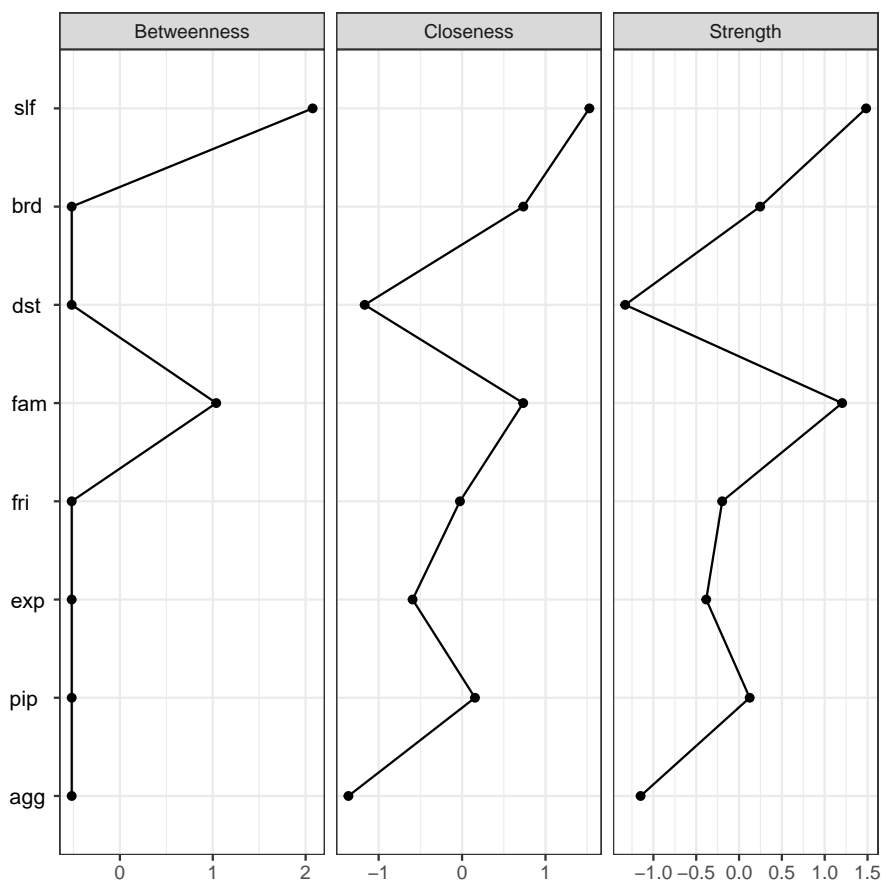 Betweenness Closeness Strength
slf
brd
dst
fam
fri
exp
pip
agg
0 1 2 −1 0 1 −1.0 −0.5 0.0 0.5 1.0 1.5